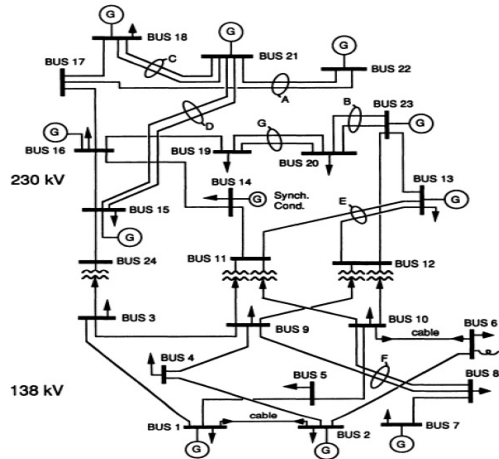 G
BUS 18
G
G
BUS 17
C
BUS 21
BUS 22
A
B
BUS 23
G
D
G
BUS 16
BUS 19
G
BUS 20
230 kV
BUS 14
G
Synch.
Cond.
BUS 13
G
E
BUS 15
G
BUS 24
BUS 11
BUS 12
BUS 3
BUS 9
BUS 10
cable
BUS 6
BUS 4
BUS 5
F
BUS 8
138 kV
BUS 1
cable
BUS 2
BUS 7
G
G
G